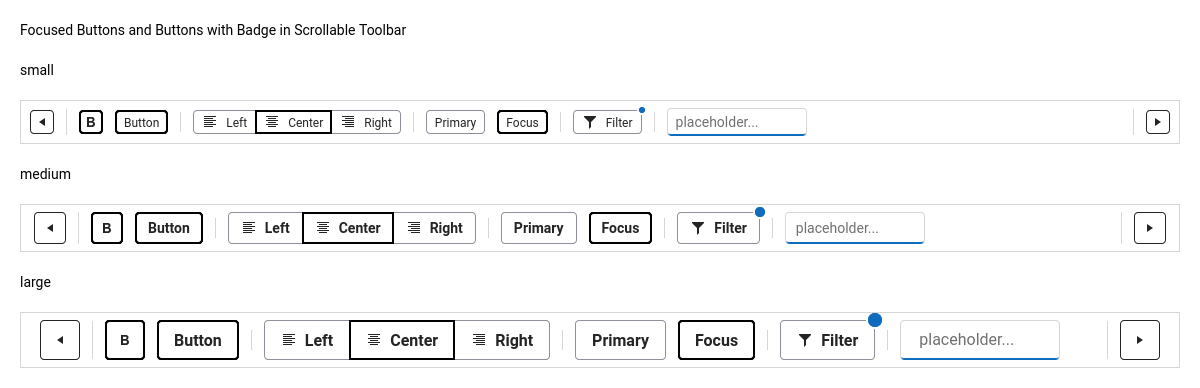 Focused Buttons and Buttons with Badge in Scrollable Toolbar
small
B Button Left Center Right Primary Focus Filter placeholder...
medium
B Button Left Center Right Primary Focus Filter placeholder...
large
B Button Left Center Right Primary Focus Filter placeholder...